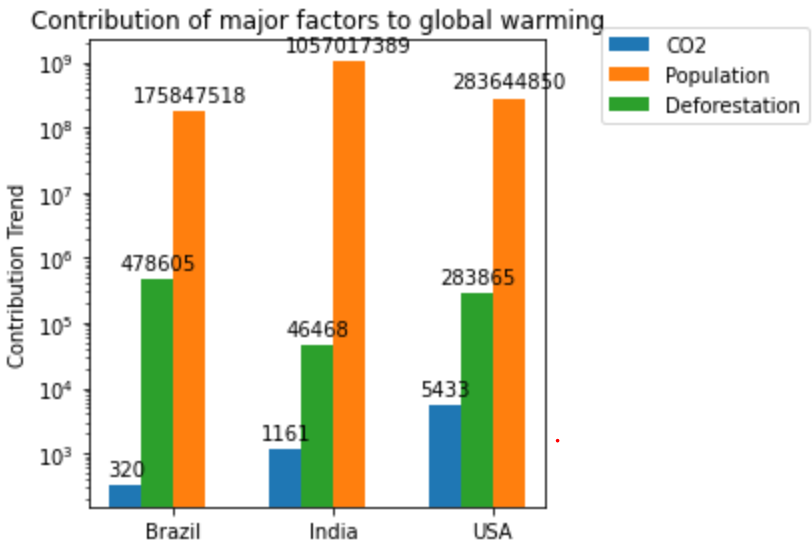 Contribution of major factors to global warming
CO2
Population
Deforestation
Contribution Trend
10⁹
10⁸
10⁷
10⁶
10⁵
10⁴
10³
320
478605
175847518
1161
46468
1057017389
5433
283865
283644850
Brazil
India
USA